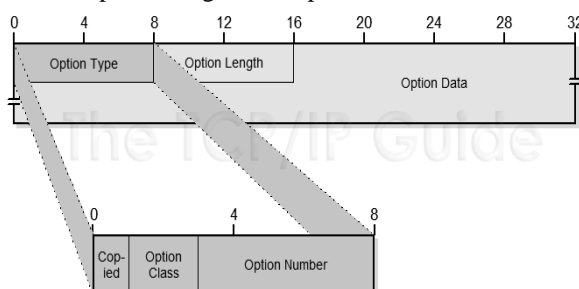 0 4 8 12 16 20 24 28 32
Option Type Option Length
Option Data
The TCP/IP Guide
0 4 8
Cop-
ied
Option
Class
Option Number